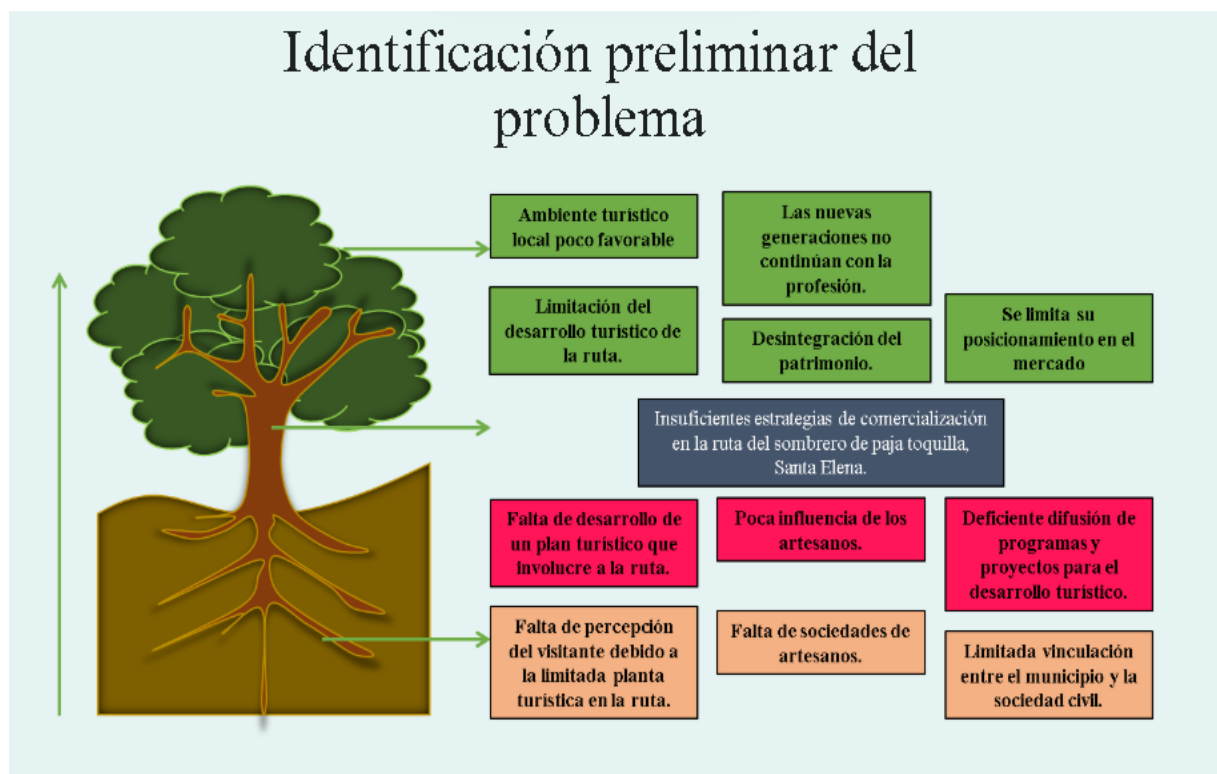 Identificación preliminar del
problema
Ambiente turístico
local poco favorable
Las nuevas
generaciones no
continúan con la
profesión.
Limitación del
desarrollo turístico de
la ruta.
Desintegración del
patrimonio.
Se limita su
posicionamiento en el
mercado
Insuficientes estrategias de comercialización
en la ruta del sombrero de paja toquilla,
Santa Elena.
Falta de desarrollo de
un plan turístico que
involucre a la ruta.
Poca influencia de los
artesanos.
Deficiente difusión de
programas y
proyectos para el
desarrollo turístico.
Falta de percepción
del visitante debido a
la limitada planta
turística en la ruta.
Falta de sociedades de
artesanos.
Limitada vinculación
entre el municipio y la
sociedad civil.